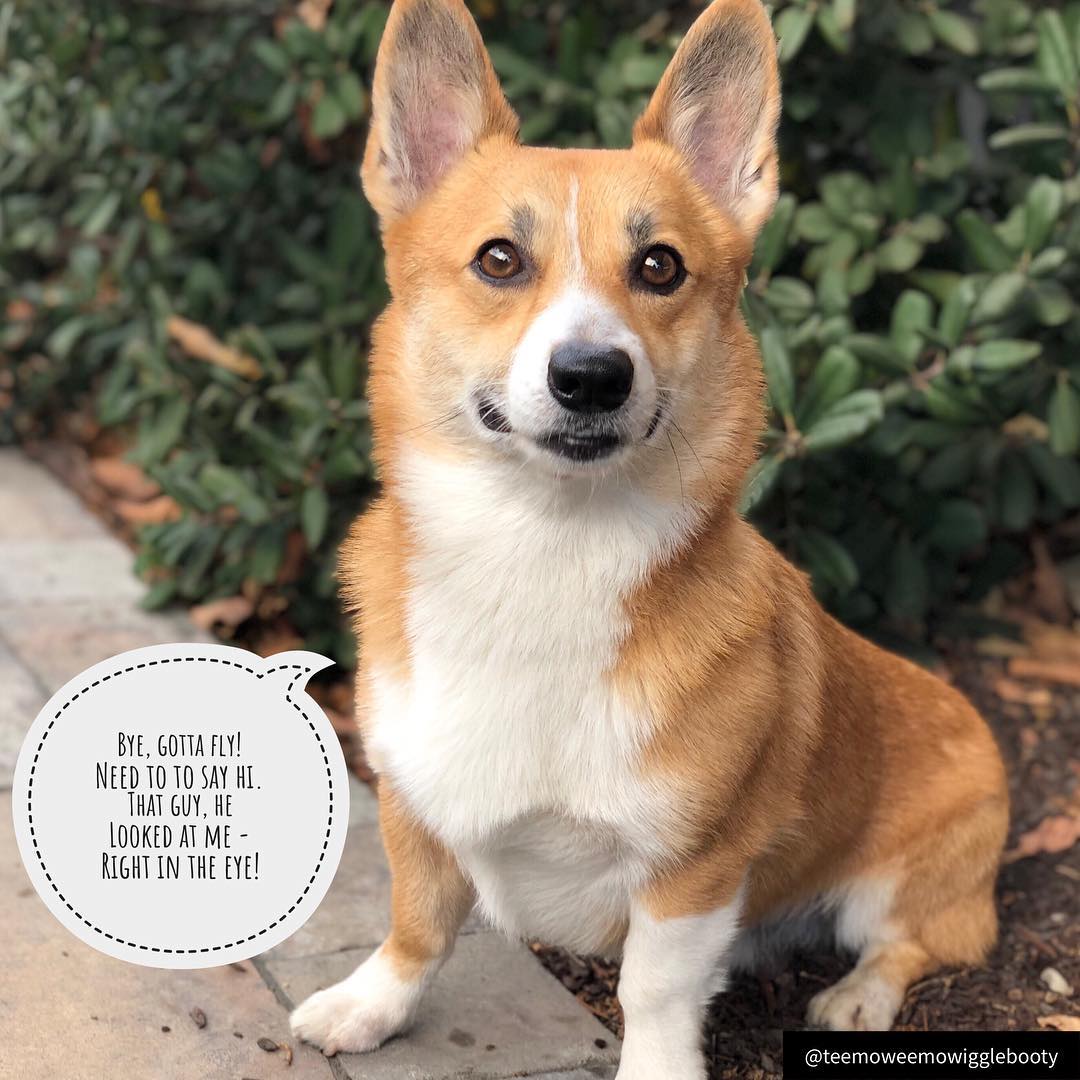 Bye, gotta fly!
Need to to say hi.
That guy, he
Looked at me -
Right in the eye!
@teemoweemowigglebooty